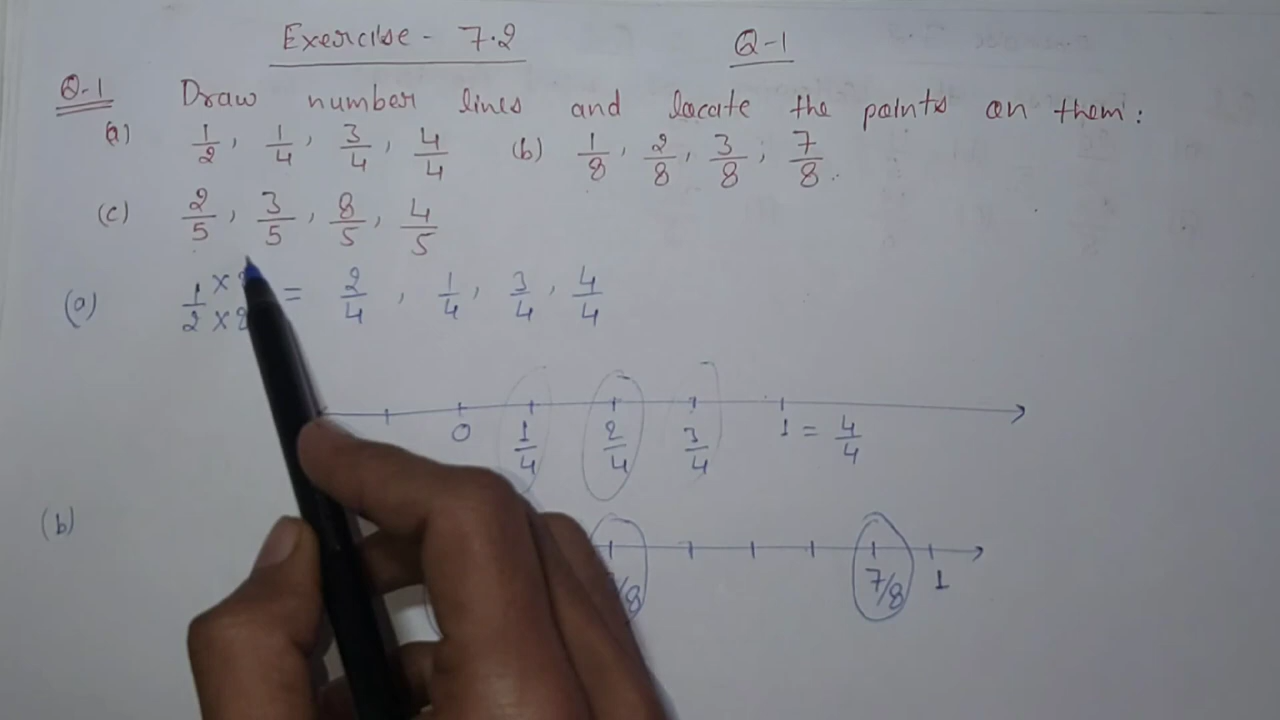 Exercise - 7.2 Q-1
Q-1 Draw number lines and locate the points on them:
(a) 1/2, 1/4, 3/4, 4/4 (b) 1/8, 2/8, 3/8, 7/8.
(c) 2/5, 3/5, 8/5, 4/5
(a) 1/2 × = 2/4, 1/4, 3/4, 4/4
0 1/4 2/4 3/4 1 = 4/4
(b)
7/8 1